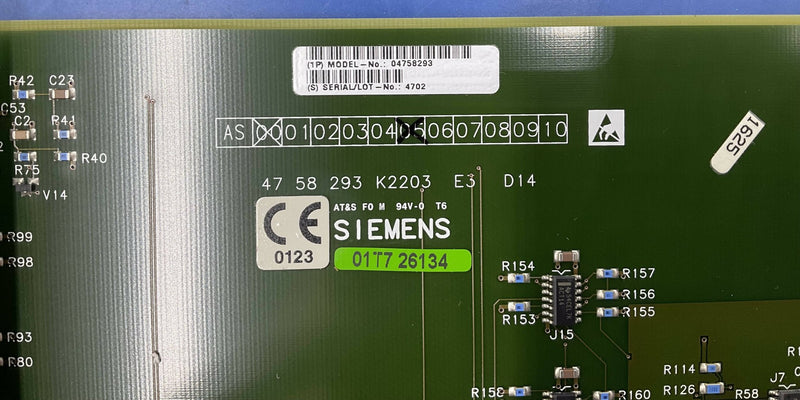 (1P) MODEL-No.: 04758293
(S) SERIAL/LOT-No.: 4702
AS 00 01 02 03 04 05 06 07 08 09 10
1625
47 58 293 K2203 E3 D14
AT&S F0 M 94V-0 T6
SIEMENS
CE
0123
01T7 26134
R42
C23
C53
C2
R41
R40
R75
V14
R99
R98
R93
R80
R154
R157
R156
R153
R155
J15
R114
R126
J7
R158
R160
R58